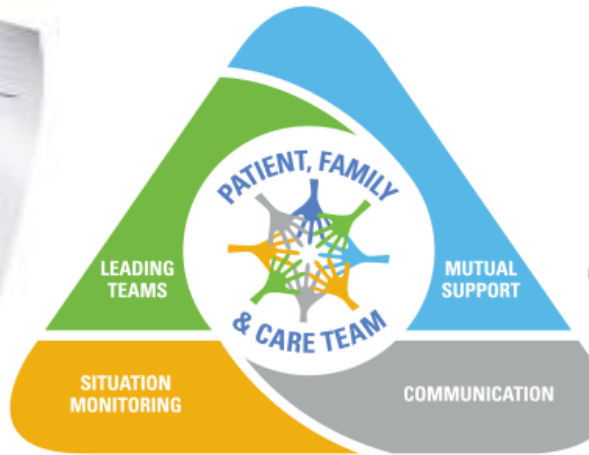 PATIENT, FAMILY
& CARE TEAM
LEADING
TEAMS
MUTUAL
SUPPORT
SITUATION
MONITORING
COMMUNICATION